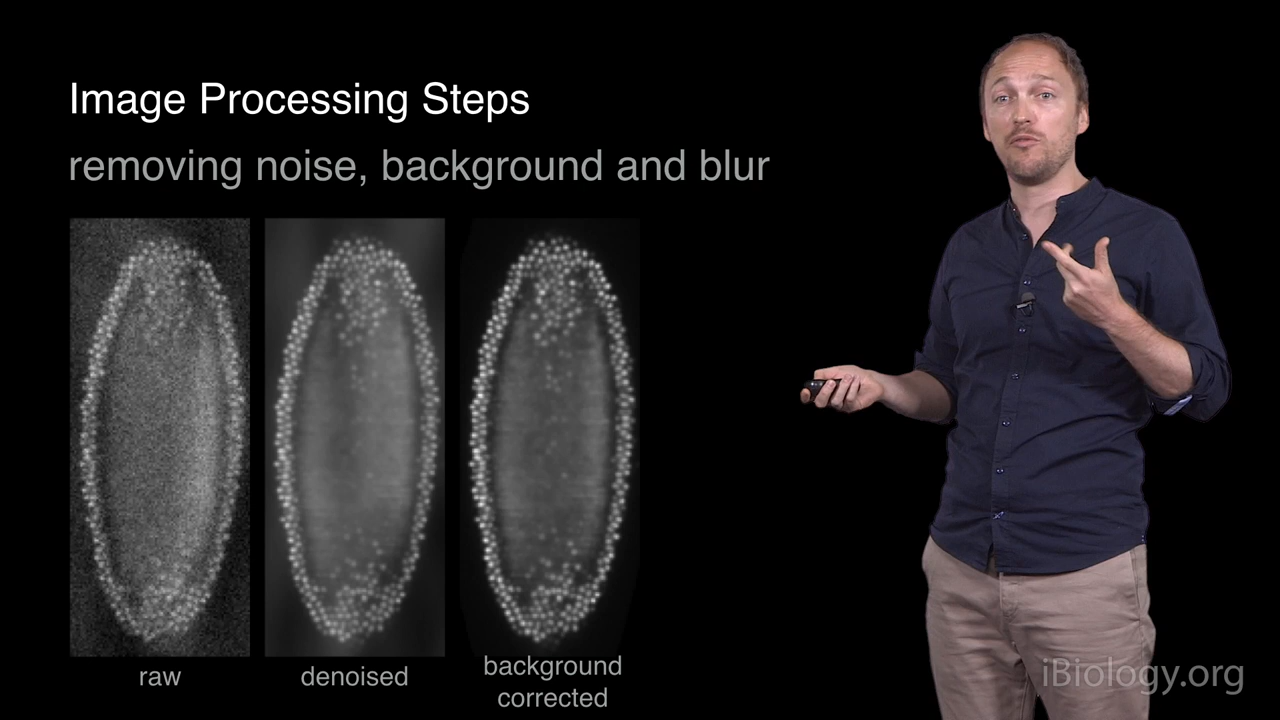 Image Processing Steps
removing noise, background and blur
raw
denoised
background
corrected
iBiology.org